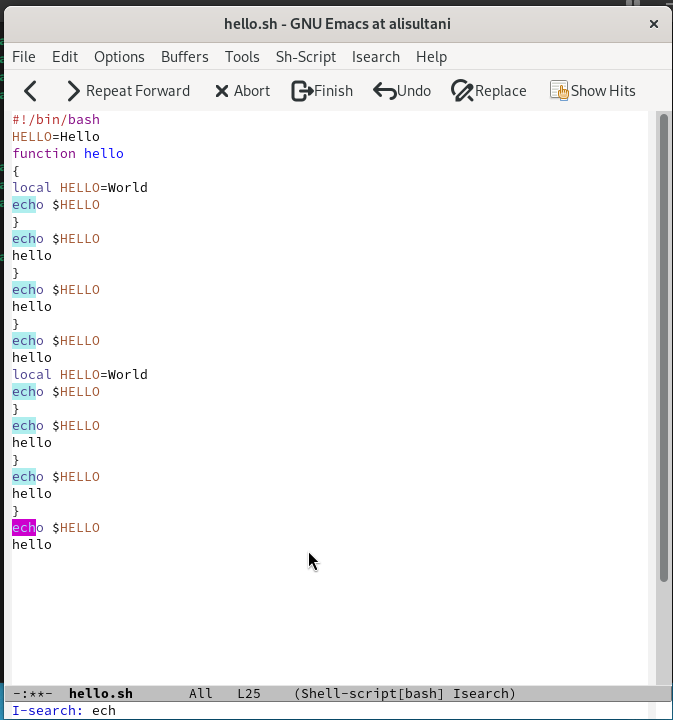 hello.sh - GNU Emacs at alisultani
File Edit Options Buffers Tools Sh-Script Isearch Help
Repeat Forward Abort Finish Undo Replace Show Hits
#!/bin/bash
HELLO=Hello
function hello
{
local HELLO=World
echo $HELLO
}
echo $HELLO
hello
}
echo $HELLO
hello
}
echo $HELLO
hello
local HELLO=World
echo $HELLO
}
echo $HELLO
hello
}
echo $HELLO
hello
}
echo $HELLO
hello
-:**- hello.sh All L25 (Shell-script[bash] Isearch)
I-search: ech